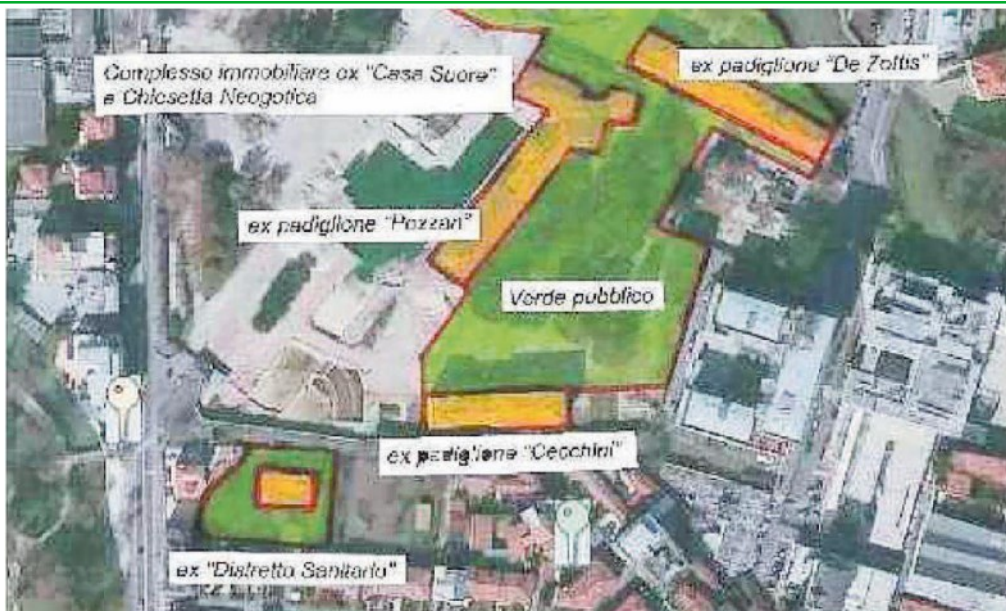 Complesso immobiliare ex "Casa Suore"
e Chiesetta Neogotica
ex padiglione "De Zottis"
ex padiglione "Pozzan"
Verde pubblico
ex padiglione "Cecchini"
ex "Distretto Sanitario"